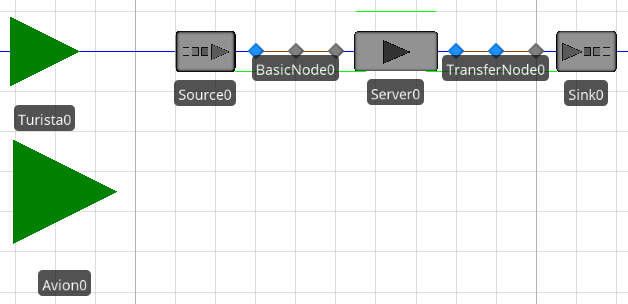 BasicNode0
TransferNode0
Source0
Server0
Sink0
Turista0
Avion0